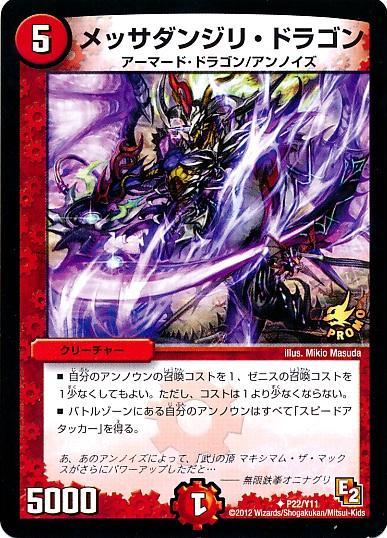 5
メッサダンジリ・ドラゴン
アーマード・ドラゴン/アンノイズ
PROMO
クリーチャー
illus. Mikio Masuda
■ 自分のアンノウンの召喚コストを1、ゼニスの召喚コストを
1少なくしてもよい。ただし、コストは1より少なくならない。
■ バトルゾーンにある自分のアンノウンはすべて「スピード
アタッカー」を得る。
あ、あのアンノイズによって、「武」の頂 マキシマム・ザ・マックス
がさらにパワーアップしただと…
―― 無限鉄拳オニナグリ
5000
1
E2
P22/Y11
©2012 Wizards/Shogakukan/Mitsui-Kids